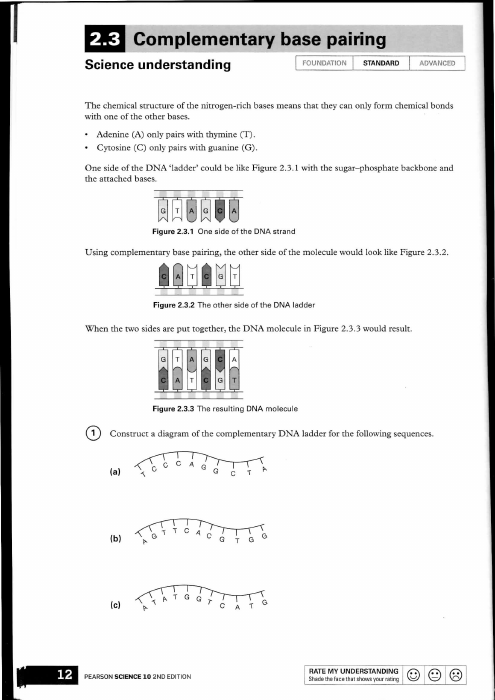 2.3 Complementary base pairing
Science understanding
FOUNDATION STANDARD ADVANCED
The chemical structure of the nitrogen-rich bases means that they can only form chemical bonds
with one of the other bases.
• Adenine (A) only pairs with thymine (T).
• Cytosine (C) only pairs with guanine (G).
One side of the DNA ‘ladder’ could be like Figure 2.3.1 with the sugar–phosphate backbone and
the attached bases.
G T A G C A
Figure 2.3.1 One side of the DNA strand
Using complementary base pairing, the other side of the molecule would look like Figure 2.3.2.
C A T C G T
Figure 2.3.2 The other side of the DNA ladder
When the two sides are put together, the DNA molecule in Figure 2.3.3 would result.
G T A G C A
C A T C G T
Figure 2.3.3 The resulting DNA molecule
1 Construct a diagram of the complementary DNA ladder for the following sequences.
(a) T C C C A G G C T A
(b) A G T T C A C G T G G
(c) A T A T G G T C A T G
12 PEARSON SCIENCE 10 2ND EDITION
RATE MY UNDERSTANDING
Shade the face that shows your rating